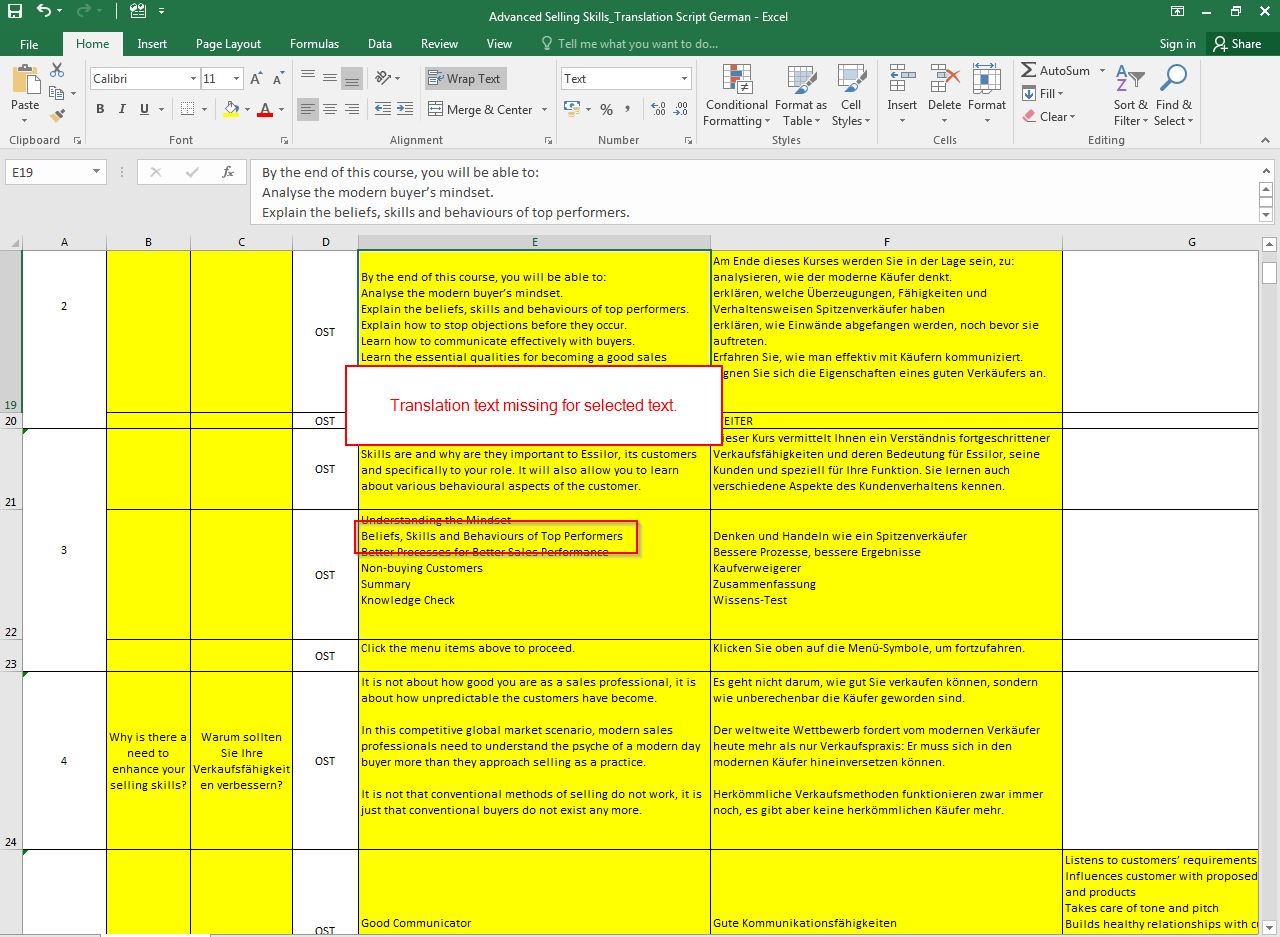 Advanced Selling Skills_Translation Script German - Excel
File Home Insert Page Layout Formulas Data Review View Tell me what you want to do... Sign in Share
Paste
Clipboard
Calibri 11
B I U
Font
Wrap Text
Merge & Center
Alignment
Text
%
Number
Conditional Formatting
Format as Table
Cell Styles
Styles
Insert Delete Format
Cells
AutoSum
Fill
Clear
Sort & Filter
Find & Select
Editing
E19
fx
By the end of this course, you will be able to:
Analyse the modern buyer’s mindset.
Explain the beliefs, skills and behaviours of top performers.
A B C D E F G
19
2
OST
By the end of this course, you will be able to:
Analyse the modern buyer’s mindset.
Explain the beliefs, skills and behaviours of top performers.
Explain how to stop objections before they occur.
Learn how to communicate effectively with buyers.
Learn the essential qualities for becoming a good sales
Am Ende dieses Kurses werden Sie in der Lage sein, zu:
analysieren, wie der moderne Käufer denkt.
erklären, welche Überzeugungen, Fähigkeiten und
Verhaltensweisen Spitzenverkäufer haben
erklären, wie Einwände abgefangen werden, noch bevor sie
auftreten.
Erfahren Sie, wie man effektiv mit Käufern kommuniziert.
gnen Sie sich die Eigenschaften eines guten Verkäufers an.
Translation text missing for selected text.
20
OST
EITER
21
OST
Skills are and why are they important to Essilor, its customers
and specifically to your role. It will also allow you to learn
about various behavioural aspects of the customer.
ieser Kurs vermittelt Ihnen ein Verständnis fortgeschrittener
Verkaufsfähigkeiten und deren Bedeutung für Essilor, seine
Kunden und speziell für Ihre Funktion. Sie lernen auch
verschiedene Aspekte des Kundenverhaltens kennen.
22
3
OST
Understanding the Mindset
Beliefs, Skills and Behaviours of Top Performers
Better Processes for Better Sales Performance
Non-buying Customers
Summary
Knowledge Check
Denken und Handeln wie ein Spitzenverkäufer
Bessere Prozesse, bessere Ergebnisse
Kaufverweigerer
Zusammenfassung
Wissens-Test
23
OST
Click the menu items above to proceed.
Klicken Sie oben auf die Menü-Symbole, um fortzufahren.
24
4
Why is there a
need to
enhance your
selling skills?
Warum sollten
Sie Ihre
Verkaufsfähigkeit
en verbessern?
OST
It is not about how good you are as a sales professional, it is
about how unpredictable the customers have become.
In this competitive global market scenario, modern sales
professionals need to understand the psyche of a modern day
buyer more than they approach selling as a practice.
It is not that conventional methods of selling do not work, it is
just that conventional buyers do not exist any more.
Es geht nicht darum, wie gut Sie verkaufen können, sondern
wie unberechenbar die Käufer geworden sind.
Der weltweite Wettbewerb fordert vom modernen Verkäufer
heute mehr als nur Verkaufspraxis: Er muss sich in den
modernen Käufer hineinversetzen können.
Herkömmliche Verkaufsmethoden funktionieren zwar immer
noch, es gibt aber keine herkömmlichen Käufer mehr.
OST
Good Communicator
Gute Kommunikationsfähigkeiten
Listens to customers’ requirements
Influences customer with proposed
and products
Takes care of tone and pitch
Builds healthy relationships with